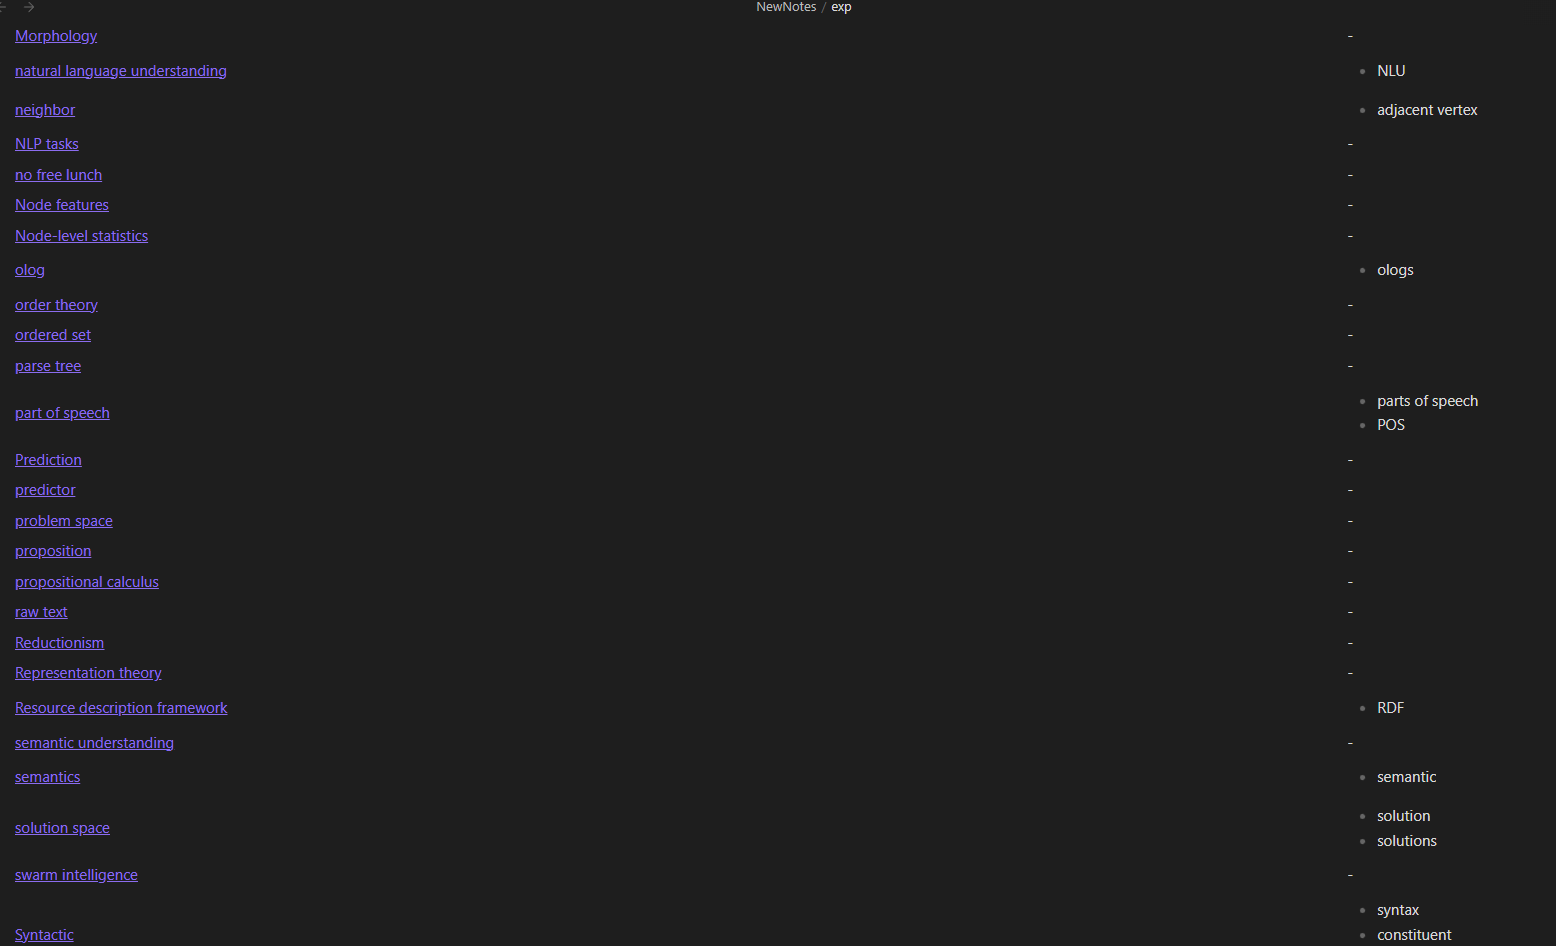 NewNotes / exp
Morphology -
natural language understanding NLU
neighbor adjacent vertex
NLP tasks -
no free lunch -
Node features -
Node-level statistics -
olog ologs
order theory -
ordered set -
parse tree -
parts of speech
part of speech
POS
Prediction -
predictor -
problem space -
proposition -
propositional calculus -
raw text -
Reductionism -
Representation theory -
Resource description framework RDF
semantic understanding -
semantics semantic
solution
solution space
solutions
swarm intelligence -
syntax
Syntactic constituent